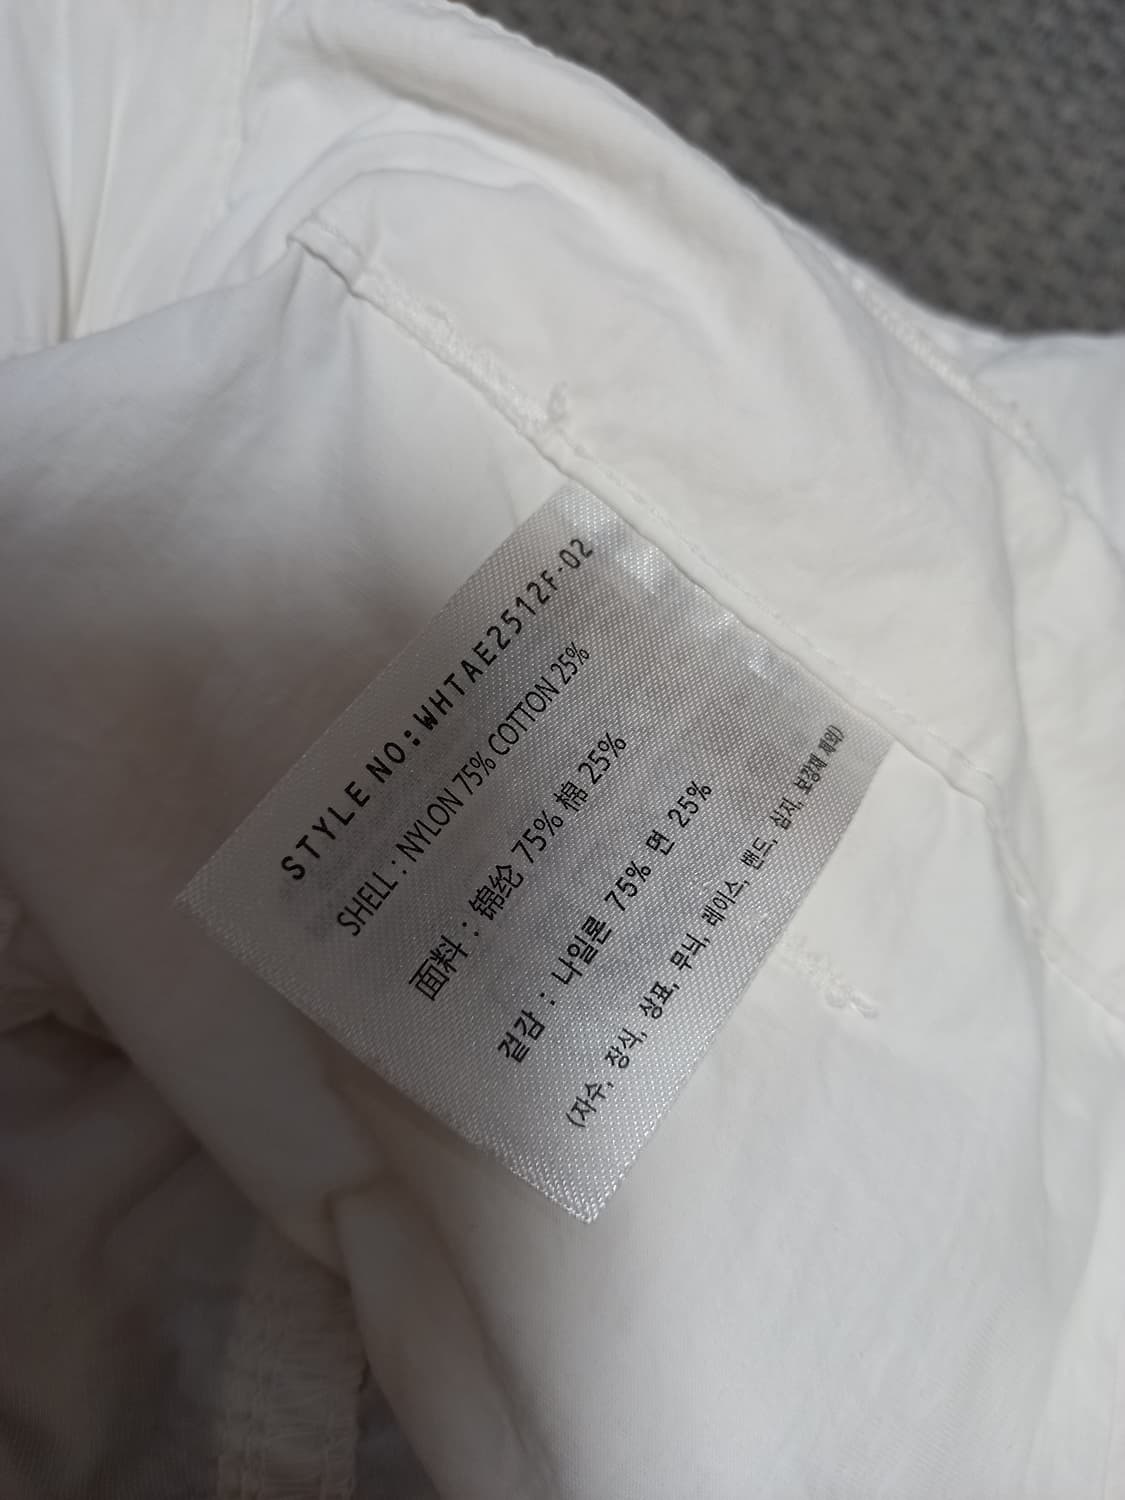 STYLE NO:WHTAE2512F-02
SHELL : NYLON 75% COTTON 25%
面料 : 锦纶 75% 棉 25%
겉감 : 나일론 75% 면 25%
(자수, 장식, 상표, 무늬, 레이스, 밴드, 심지, 보강재 제외)